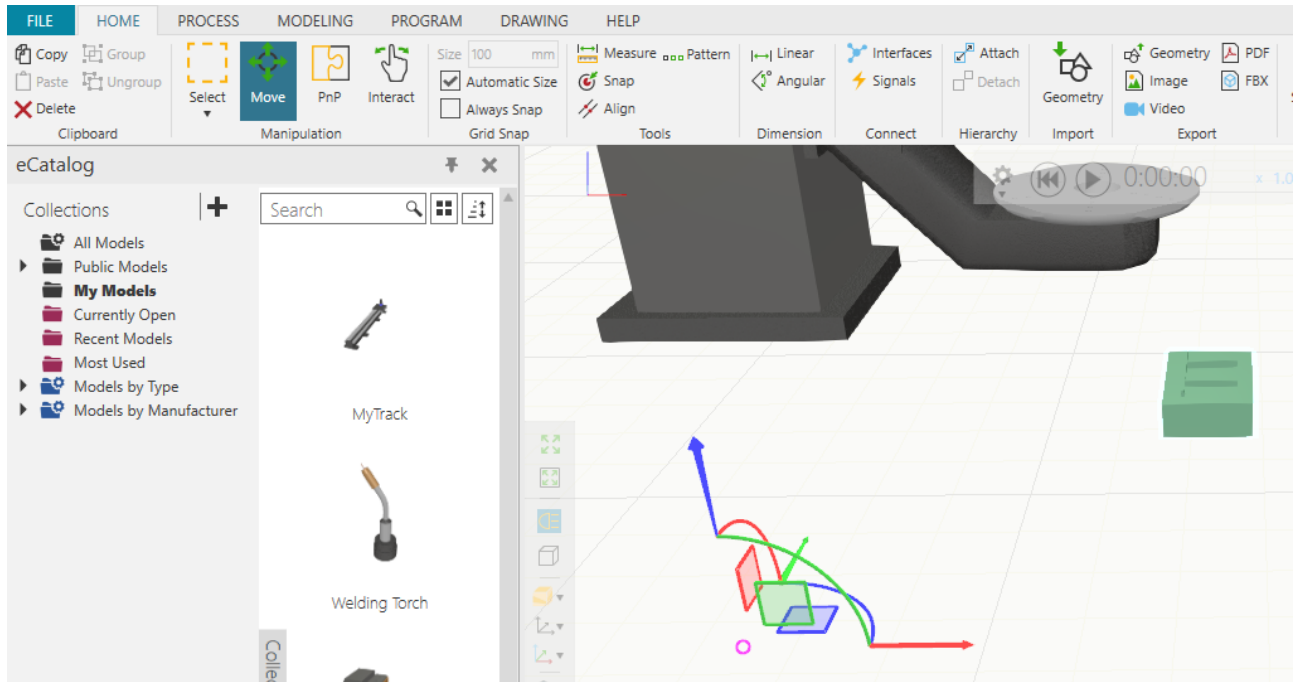 FILE HOME PROCESS MODELING PROGRAM DRAWING HELP
Copy Group
Paste Ungroup
Delete
Clipboard
Select Move PnP Interact
Manipulation
Size 100 mm
Automatic Size
Always Snap
Grid Snap
Measure Pattern
Snap
Align
Tools
Linear
Angular
Dimension
Interfaces
Signals
Connect
Attach
Detach
Hierarchy
Geometry
Import
Geometry PDF
Image FBX
Video
Export
eCatalog
Collections
All Models
Public Models
My Models
Currently Open
Recent Models
Most Used
Models by Type
Models by Manufacturer
Search
MyTrack
Welding Torch
Colle
0:00:00
x 1.0